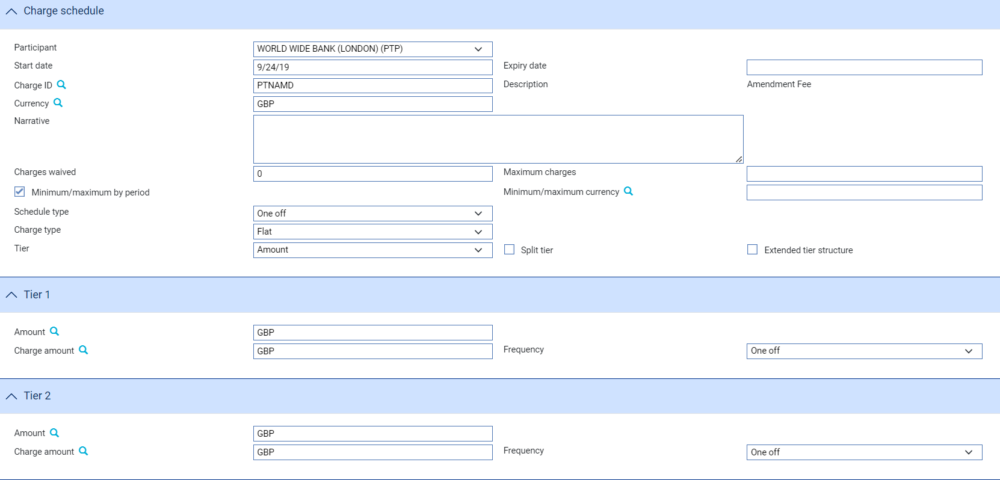 Charge schedule
Participant WORLD WIDE BANK (LONDON) (PTP)
Start date 9/24/19 Expiry date
Charge ID PTNAMD Description Amendment Fee
Currency GBP
Narrative
Charges waived 0 Maximum charges
Minimum/maximum by period Minimum/maximum currency
Schedule type One off
Charge type Flat
Tier Amount Split tier Extended tier structure
Tier 1
Amount GBP
Charge amount GBP Frequency One off
Tier 2
Amount GBP
Charge amount GBP Frequency One off